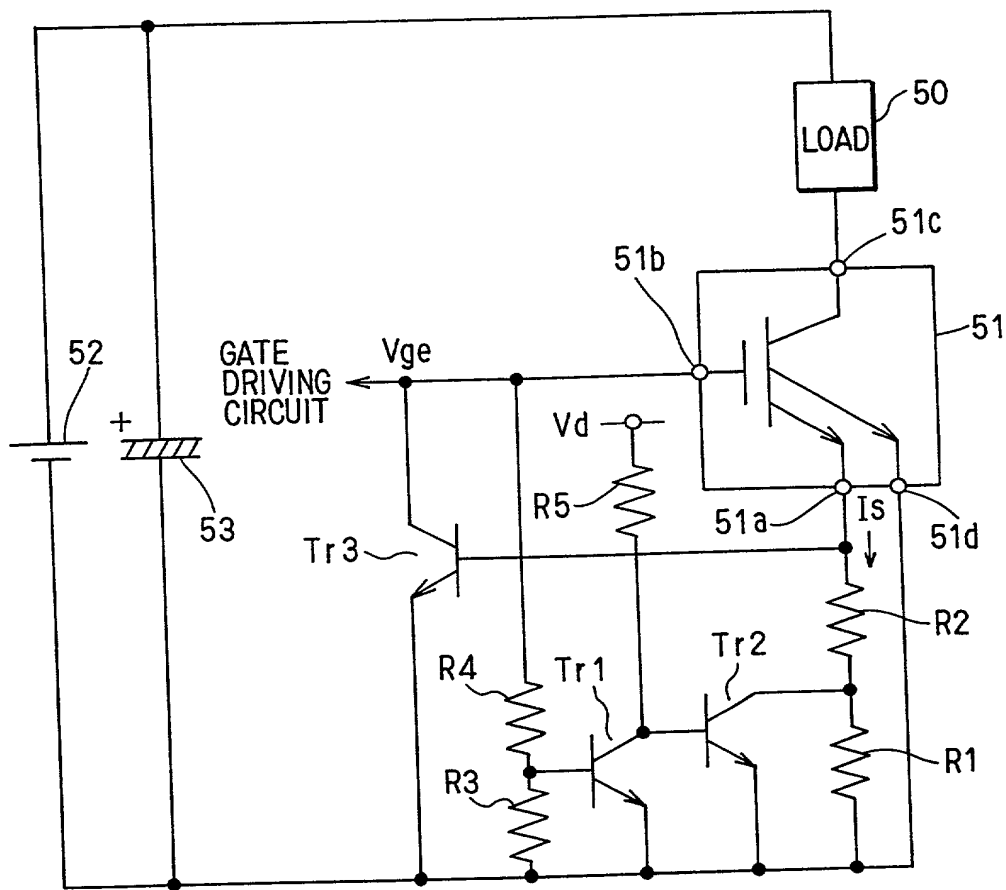 50
LOAD
51c
51b
51
52
GATE
DRIVING
CIRCUIT
Vge
+
Vd
53
R5
51a
Is
51d
Tr3
R2
R4
Tr1
Tr2
R3
R1